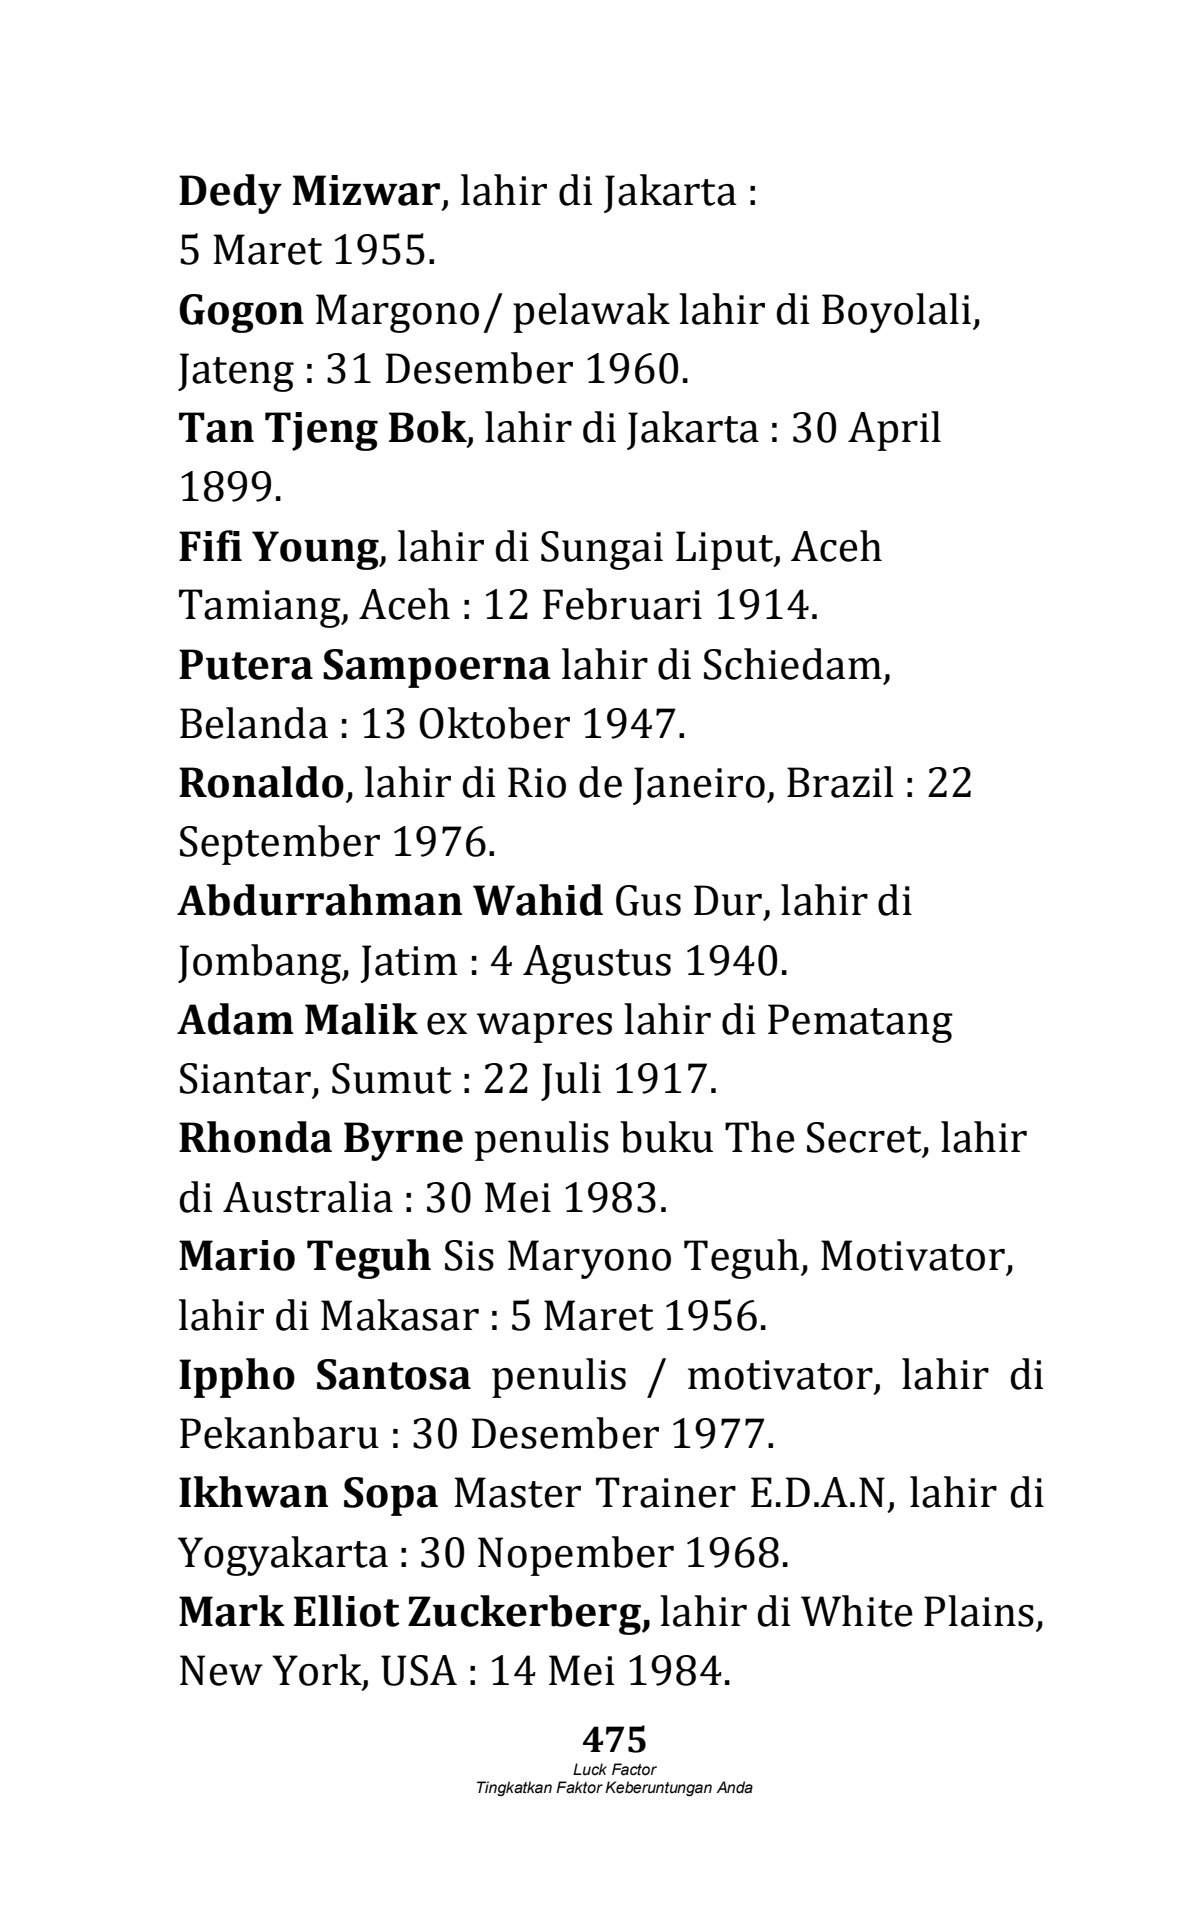 Dedy Mizwar, lahir di Jakarta :
5 Maret 1955.
Gogon Margono/ pelawak lahir di Boyolali,
Jateng : 31 Desember 1960.
Tan Tjeng Bok, lahir di Jakarta : 30 April
1899.
Fifi Young, lahir di Sungai Liput, Aceh
Tamiang, Aceh : 12 Februari 1914.
Putera Sampoerna lahir di Schiedam,
Belanda : 13 Oktober 1947.
Ronaldo, lahir di Rio de Janeiro, Brazil : 22
September 1976.
Abdurrahman Wahid Gus Dur, lahir di
Jombang, Jatim : 4 Agustus 1940.
Adam Malik ex wapres lahir di Pematang
Siantar, Sumut : 22 Juli 1917.
Rhonda Byrne penulis buku The Secret, lahir
di Australia : 30 Mei 1983.
Mario Teguh Sis Maryono Teguh, Motivator,
lahir di Makasar : 5 Maret 1956.
Ippho Santosa penulis / motivator, lahir di
Pekanbaru : 30 Desember 1977.
Ikhwan Sopa Master Trainer E.D.A.N, lahir di
Yogyakarta : 30 Nopember 1968.
Mark Elliot Zuckerberg, lahir di White Plains,
New York, USA : 14 Mei 1984.
475
Luck Factor
Tingkatkan Faktor Keberuntungan Anda